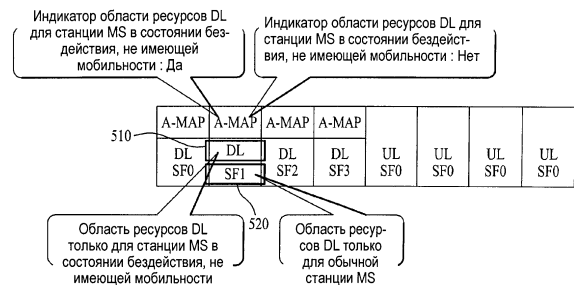 Индикатор области ресурсов DL
для станции MS в состоянии без-
действия, не имеющей
мобильности : Да
Индикатор области ресурсов DL для
станции MS в состоянии бездейст-
вия, не имеющей мобильности : Нет
A-MAP A-MAP A-MAP A-MAP
510
DL
SF0
DL
SF1
DL
SF2
DL
SF3
UL
SF0
UL
SF0
UL
SF0
UL
SF0
520
Область ресурсов DL
только для станции MS в
состоянии бездействия, не
имеющей мобильности
Область ресур-
сов DL только
для обычной
станции MS